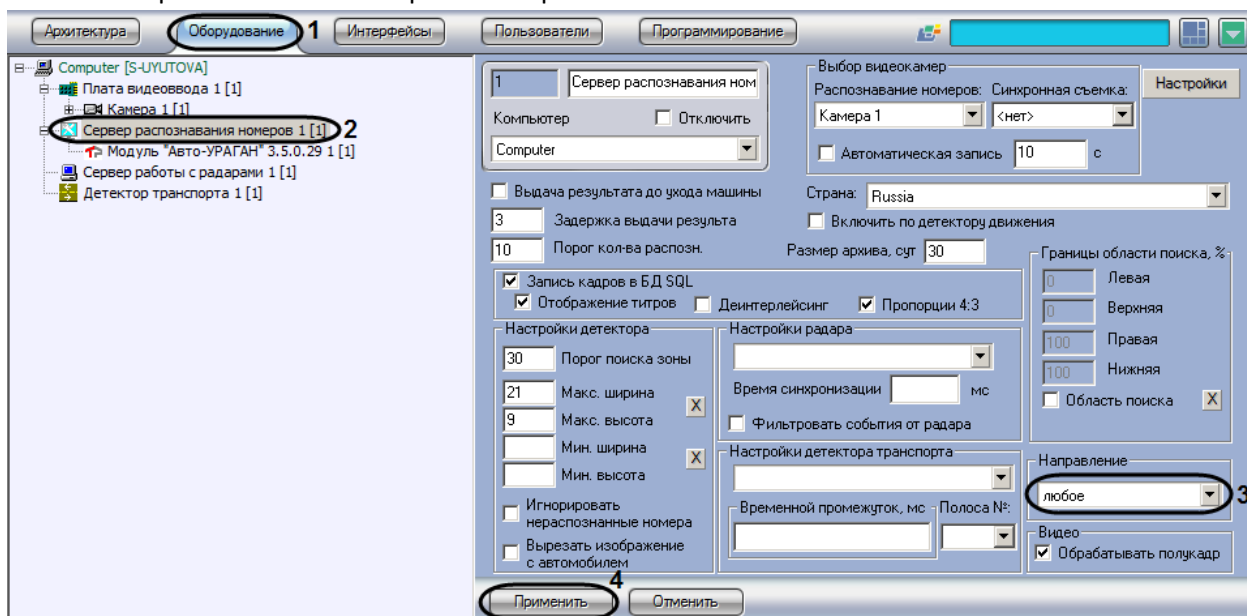 Архитектура Оборудование 1 Интерфейсы Пользователи Программирование
Computer [S-UYUTOVA]
Плата видеоввода 1 [1]
Камера 1 [1]
Сервер распознавания номеров 1 [1] 2
Модуль "Авто-УРАГАН" 3.5.0.29 1 [1]
Сервер работы с радарами 1 [1]
Детектор транспорта 1 [1]
1 Сервер распознавания ном
Компьютер Отключить
Computer
Выбор видеокамер
Распознавание номеров: Синхронная съемка:
Камера 1 <нет>
Автоматическая запись 10 с
Настройки
Выдача результата до ухода машины
Страна: Russia
3 Задержка выдачи результа
Включить по детектору движения
10 Порог кол-ва распозн.
Размер архива, сут 30
Запись кадров в БД SQL
Отображение титров Деинтерлейсинг Пропорции 4:3
Границы области поиска, %
0 Левая
0 Верхняя
100 Правая
100 Нижняя
Область поиска X
Настройки детектора
30 Порог поиска зоны
21 Макс. ширина
9 Макс. высота
X
Мин. ширина
Мин. высота
X
Игнорировать
нераспознанные номера
Вырезать изображение
с автомобилем
Настройки радара
Время синхронизации мс
Фильтровать события от радара
Настройки детектора транспорта
Временной промежуток, мс Полоса №:
Направление
любое 3
Видео
Обрабатывать полукадр
4
Применить Отменить